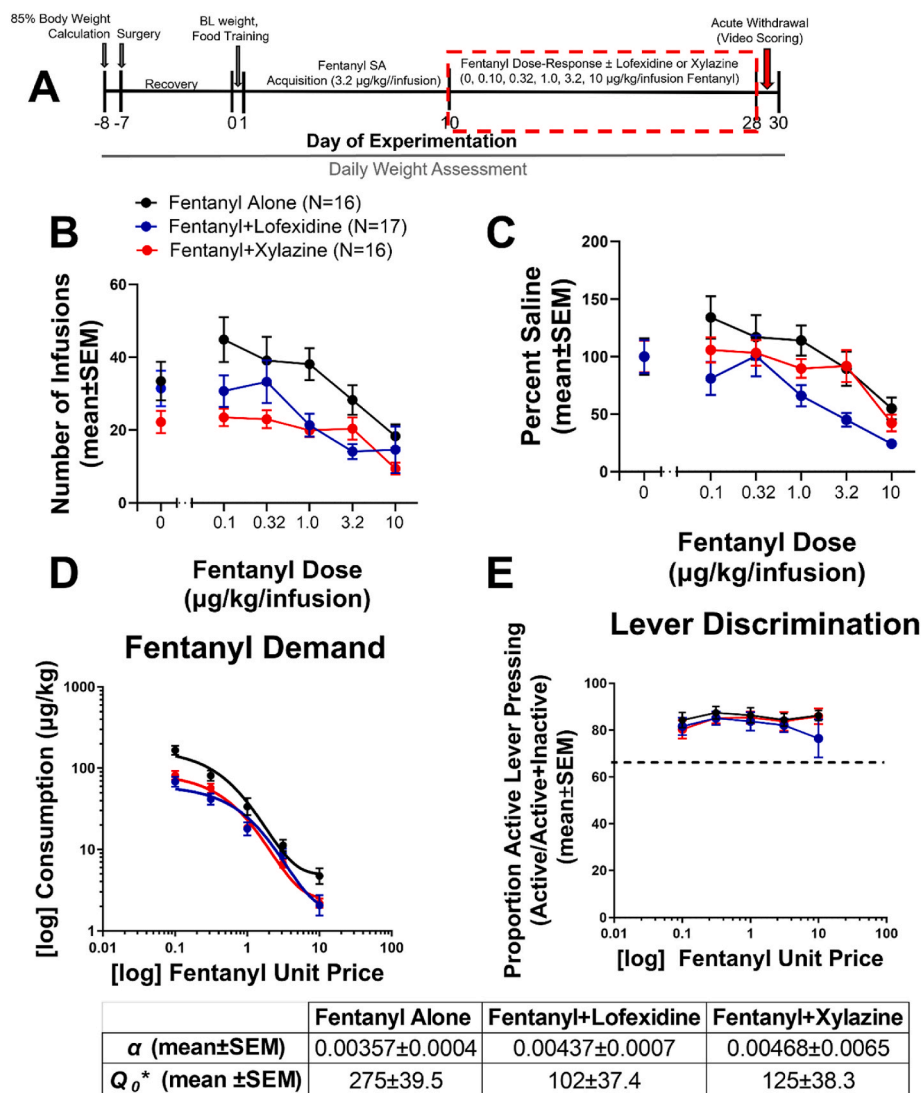 85% Body Weight
Calculation
Surgery
BL weight,
Food Training
Acute Withdrawal
(Video Scoring)
A
Recovery
Fentanyl SA
Acquisition (3.2 µg/kg//infusion)
Fentanyl Dose-Response ± Lofexidine or Xylazine
(0, 0.10, 0.32, 1.0, 3.2, 10 µg/kg/infusion Fentanyl)
-8 -7 0 1 10 28 30
Day of Experimentation
Daily Weight Assessment
Fentanyl Alone (N=16)
Fentanyl+Lofexidine (N=17)
Fentanyl+Xylazine (N=16)
B
Number of Infusions
(mean±SEM)
60
40
20
0
0 0.1 0.32 1.0 3.2 10
Fentanyl Dose
(µg/kg/infusion)
C
Percent Saline
(mean±SEM)
200
150
100
50
0
0 0.1 0.32 1.0 3.2 10
Fentanyl Dose
(µg/kg/infusion)
D
Fentanyl Demand
[log] Consumption (µg/kg)
1000
100
10
1
0.01 0.1 1 10 100
[log] Fentanyl Unit Price
E
Lever Discrimination
Proportion Active Lever Pressing
(Active/Active+Inactive)
(mean±SEM)
100
80
60
40
20
0
0.01 0.1 1 10 100
[log] Fentanyl Unit Price
Fentanyl Alone Fentanyl+Lofexidine Fentanyl+Xylazine
α (mean±SEM) 0.00357±0.0004 0.00437±0.0007 0.00468±0.0065
Q0* (mean ±SEM) 275±39.5 102±37.4 125±38.3